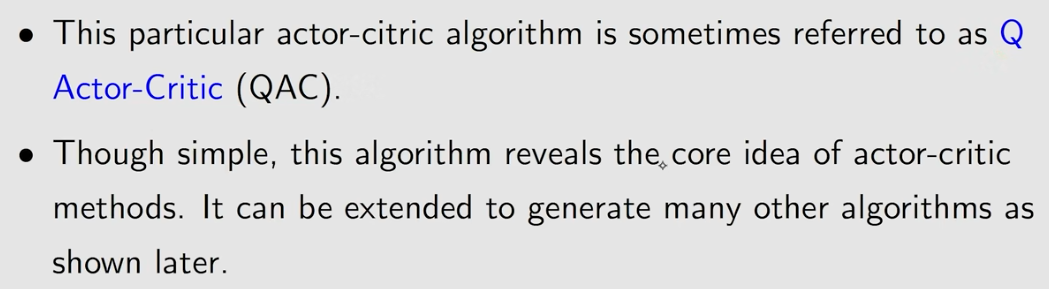 • This particular actor-citric algorithm is sometimes referred to as Q
Actor-Critic (QAC).
• Though simple, this algorithm reveals the core idea of actor-critic
methods. It can be extended to generate many other algorithms as
shown later.